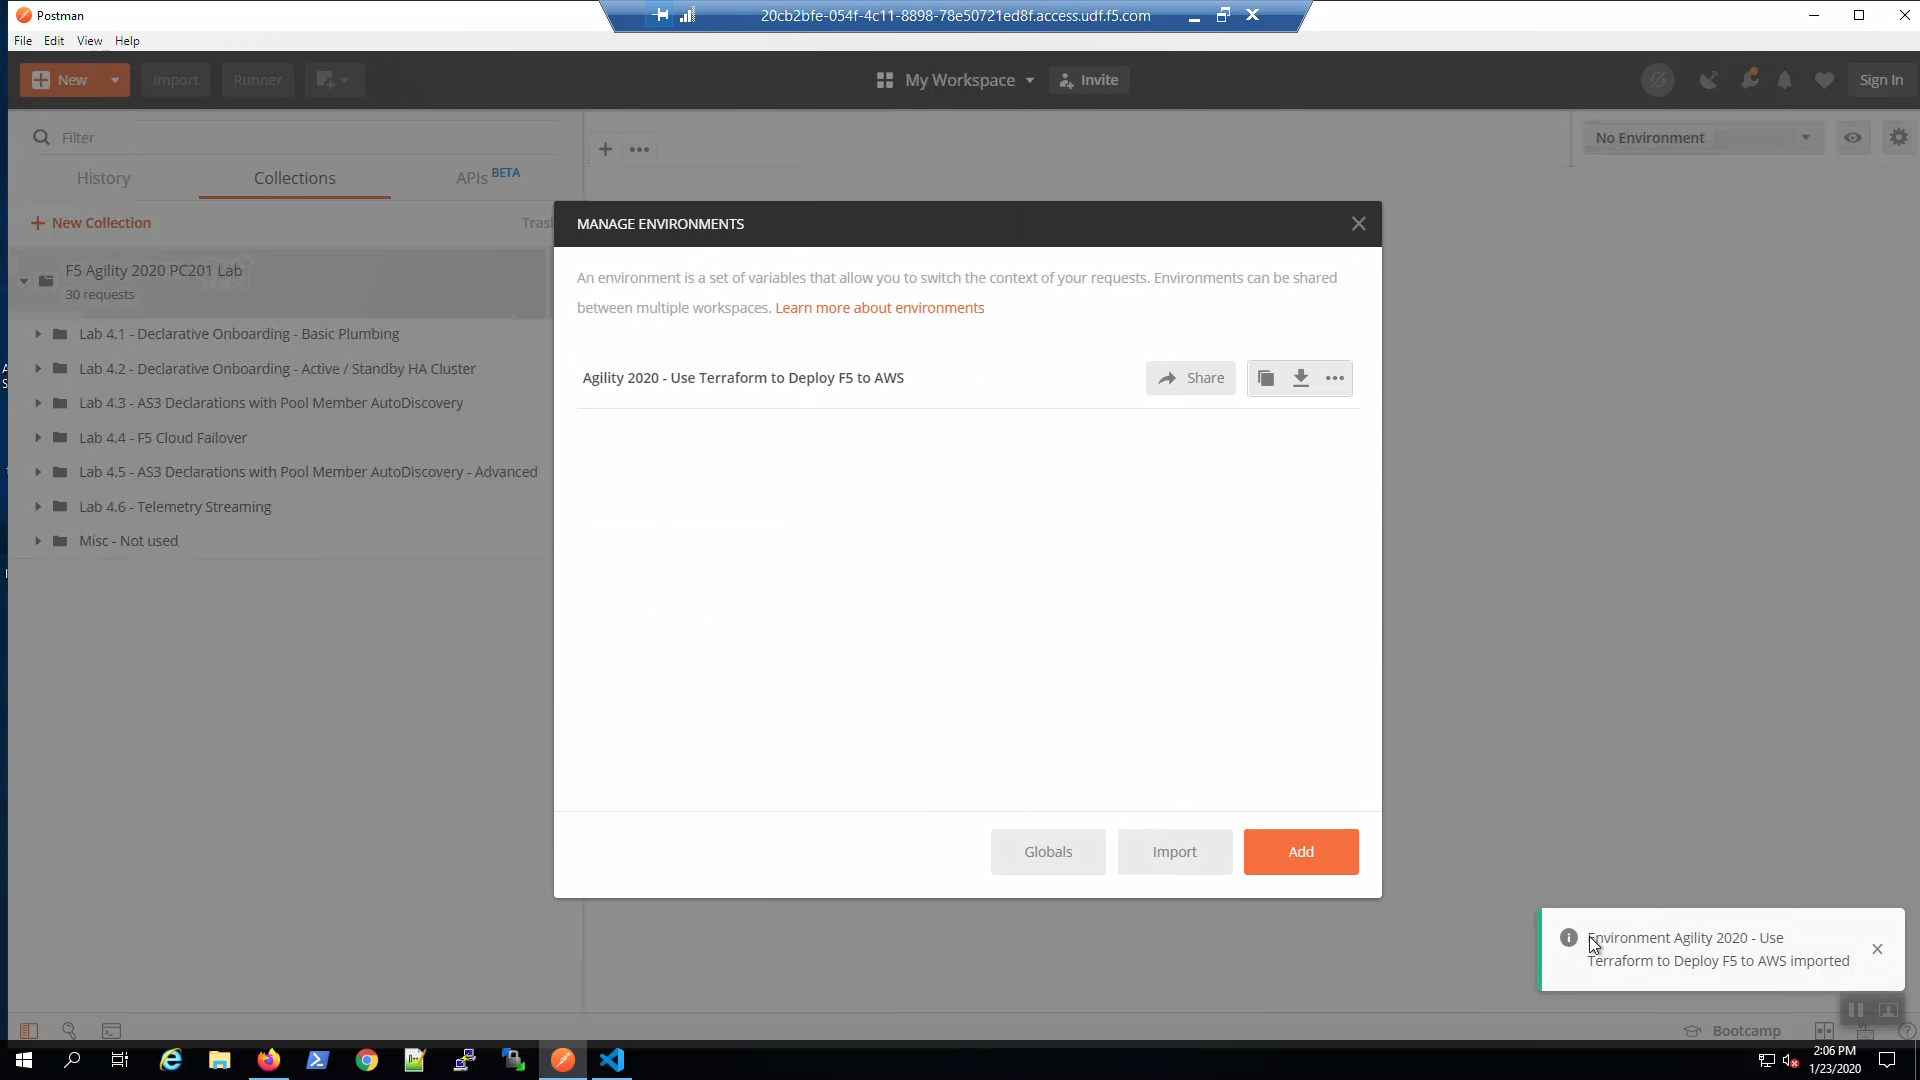 Postman
20cb2bfe-054f-4c11-8898-78e50721ed8f.access.udf.f5.com
File Edit View Help
New
Import
Runner
My Workspace
Invite
Sign In
Filter
No Environment
History
Collections
APIs BETA
New Collection
Trash
F5 Agility 2020 PC201 Lab
30 requests
Lab 4.1 - Declarative Onboarding - Basic Plumbing
Lab 4.2 - Declarative Onboarding - Active / Standby HA Cluster
Lab 4.3 - AS3 Declarations with Pool Member AutoDiscovery
Lab 4.4 - F5 Cloud Failover
Lab 4.5 - AS3 Declarations with Pool Member AutoDiscovery - Advanced
Lab 4.6 - Telemetry Streaming
Misc - Not used
MANAGE ENVIRONMENTS
An environment is a set of variables that allow you to switch the context of your requests. Environments can be shared
between multiple workspaces. Learn more about environments
Agility 2020 - Use Terraform to Deploy F5 to AWS
Share
Globals
Import
Add
Environment Agility 2020 - Use
Terraform to Deploy F5 to AWS imported
Bootcamp
2:06 PM
1/23/2020